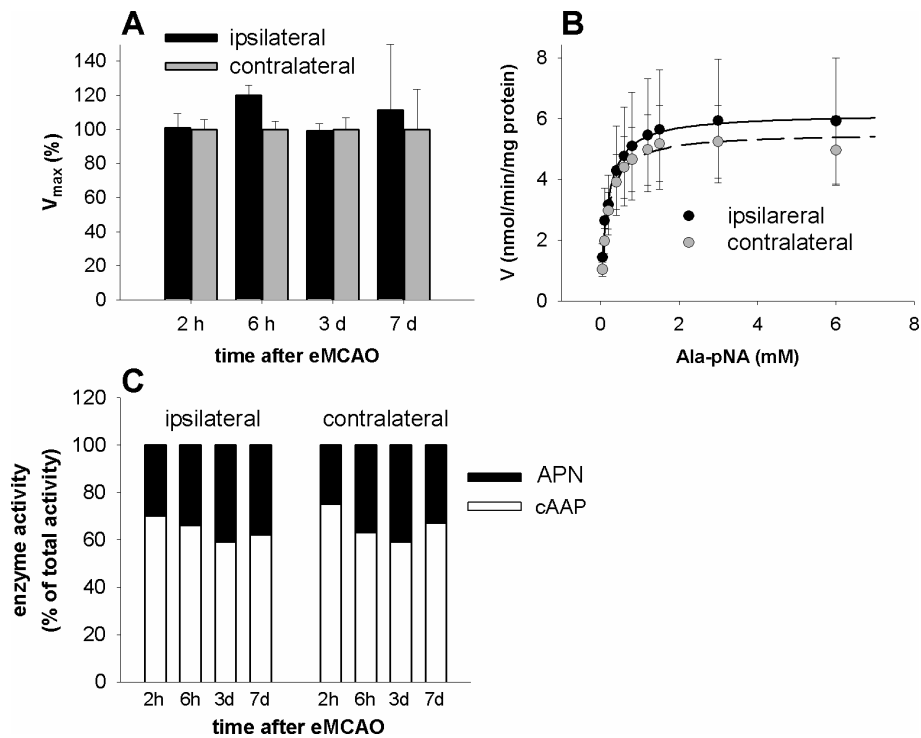 A
ipsilateral
contralateral
140
120
100
80
60
40
20
0
Vmax (%)
2 h 6 h 3 d 7 d
time after eMCAO
B
8
6
4
2
0
V (nmol/min/mg protein)
ipsilareral
contralateral
0 2 4 6 8
Ala-pNA (mM)
C
120
100
80
60
40
20
0
enzyme activity
(% of total activity)
ipsilateral contralateral
APN
cAAP
2h 6h 3d 7d 2h 6h 3d 7d
time after eMCAO